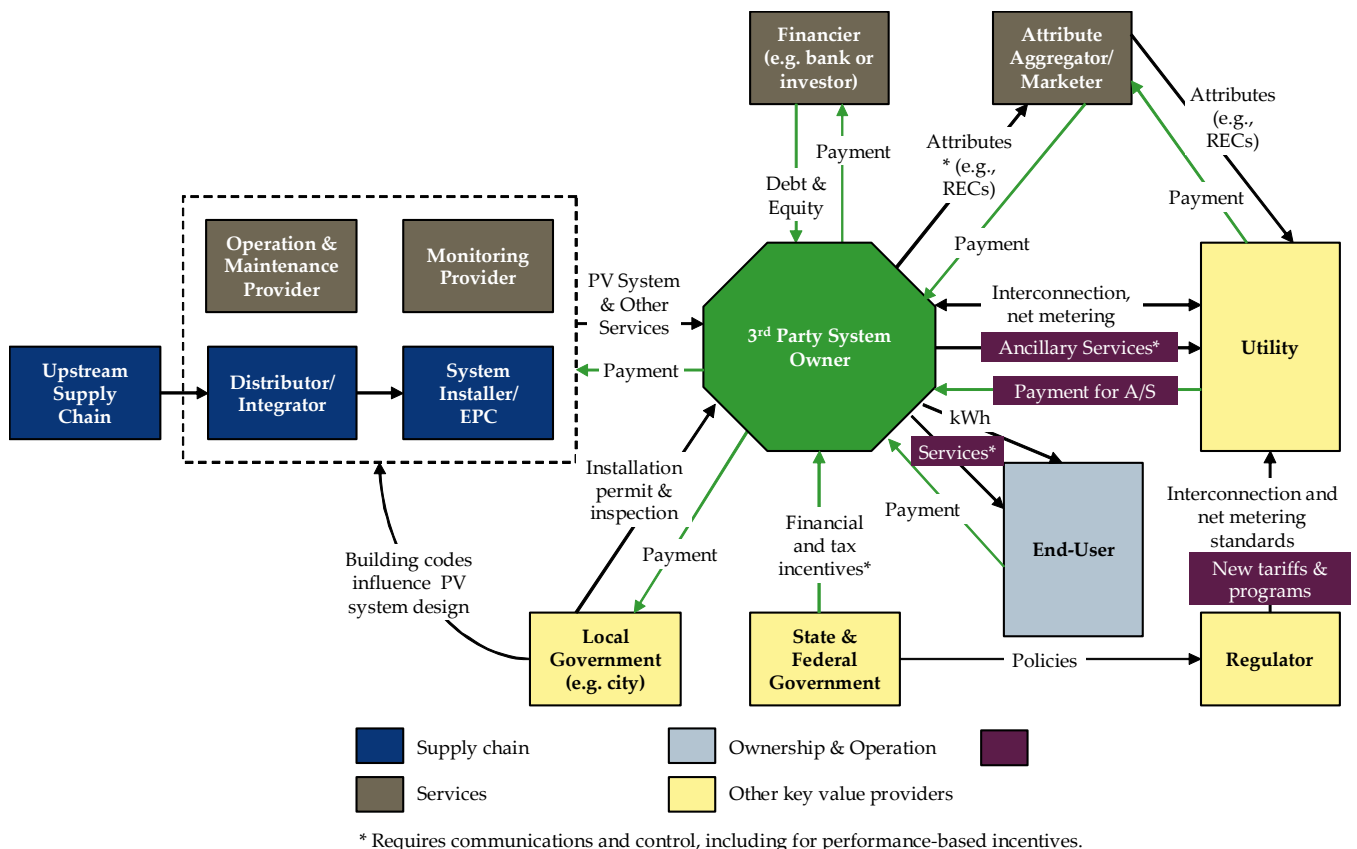 Financier
(e.g. bank or
investor)
Attribute
Aggregator/
Marketer
Attributes
(e.g.,
RECs)
Payment
Attributes
* (e.g.,
RECs)
Debt &
Equity
Payment
Payment
Operation &
Maintenance
Provider
Monitoring
Provider
PV System
& Other
Services
Interconnection,
net metering
3rd Party System
Owner
Ancillary Services*
Utility
Upstream
Supply
Chain
Distributor/
Integrator
System
Installer/
EPC
Payment
Payment for A/S
kWh
Services*
Installation
permit &
inspection
Payment
Financial
and tax
incentives*
Payment
End-User
Interconnection and
net metering
standards
New tariffs &
programs
Building codes
influence PV
system design
Local
Government
(e.g. city)
State &
Federal
Government
Policies
Regulator
Supply chain
Ownership & Operation
Services
Other key value providers
* Requires communications and control, including for performance-based incentives.